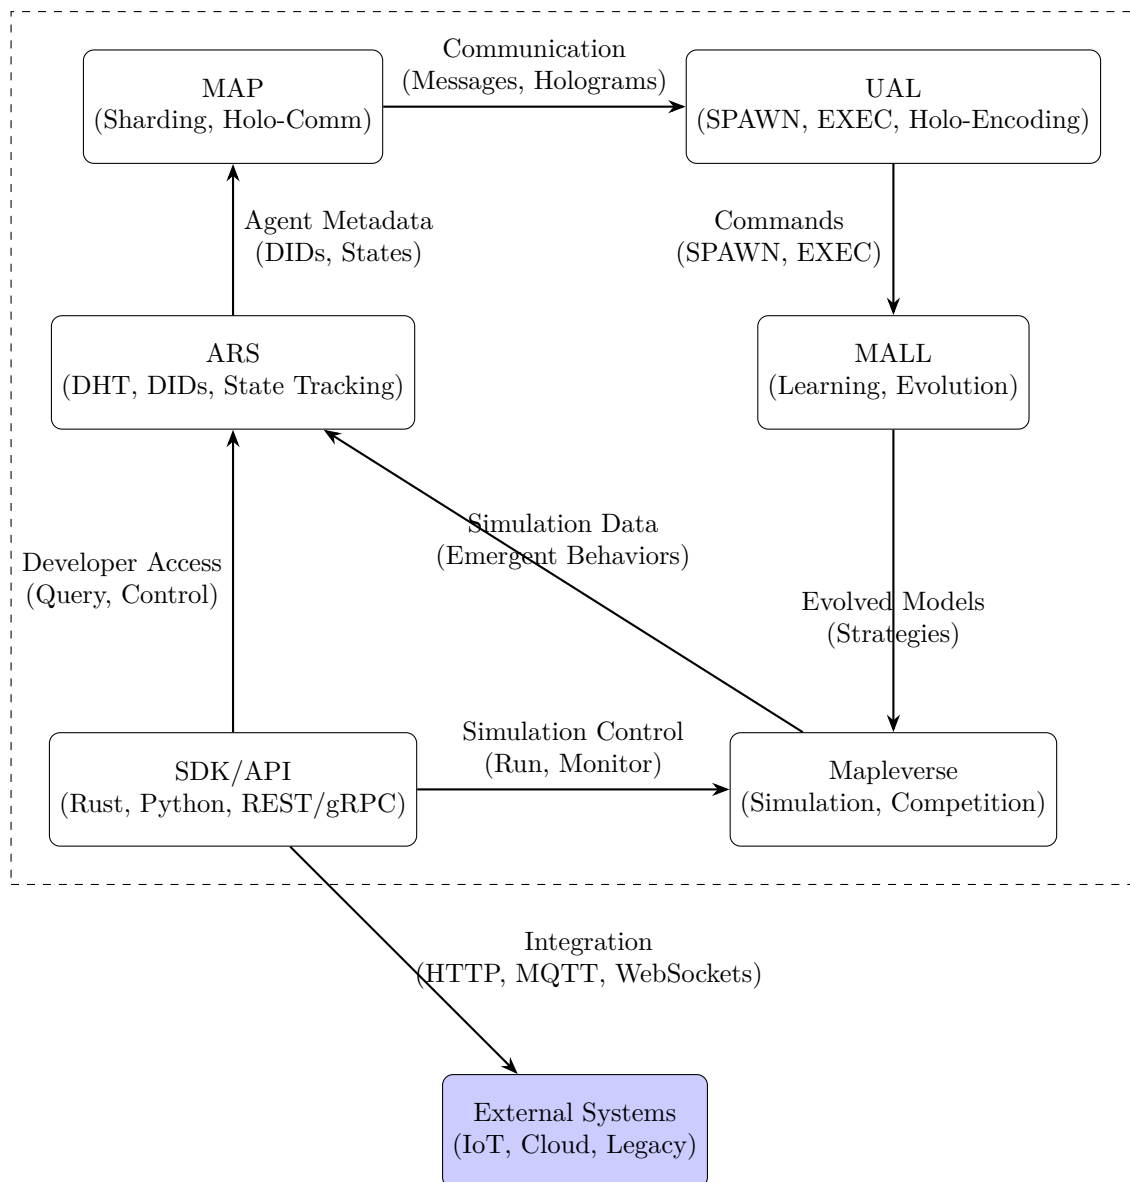 Communication
(Messages, Holograms)
MAP
(Sharding, Holo-Comm)
UAL
(SPAWN, EXEC, Holo-Encoding)
Agent Metadata
(DIDs, States)
Commands
(SPAWN, EXEC)
ARS
(DHT, DIDs, State Tracking)
MALL
(Learning, Evolution)
Simulation Data
(Emergent Behaviors)
Developer Access
(Query, Control)
Evolved Models
(Strategies)
Simulation Control
(Run, Monitor)
SDK/API
(Rust, Python, REST/gRPC)
Mapleverse
(Simulation, Competition)
Integration
(HTTP, MQTT, WebSockets)
External Systems
(IoT, Cloud, Legacy)